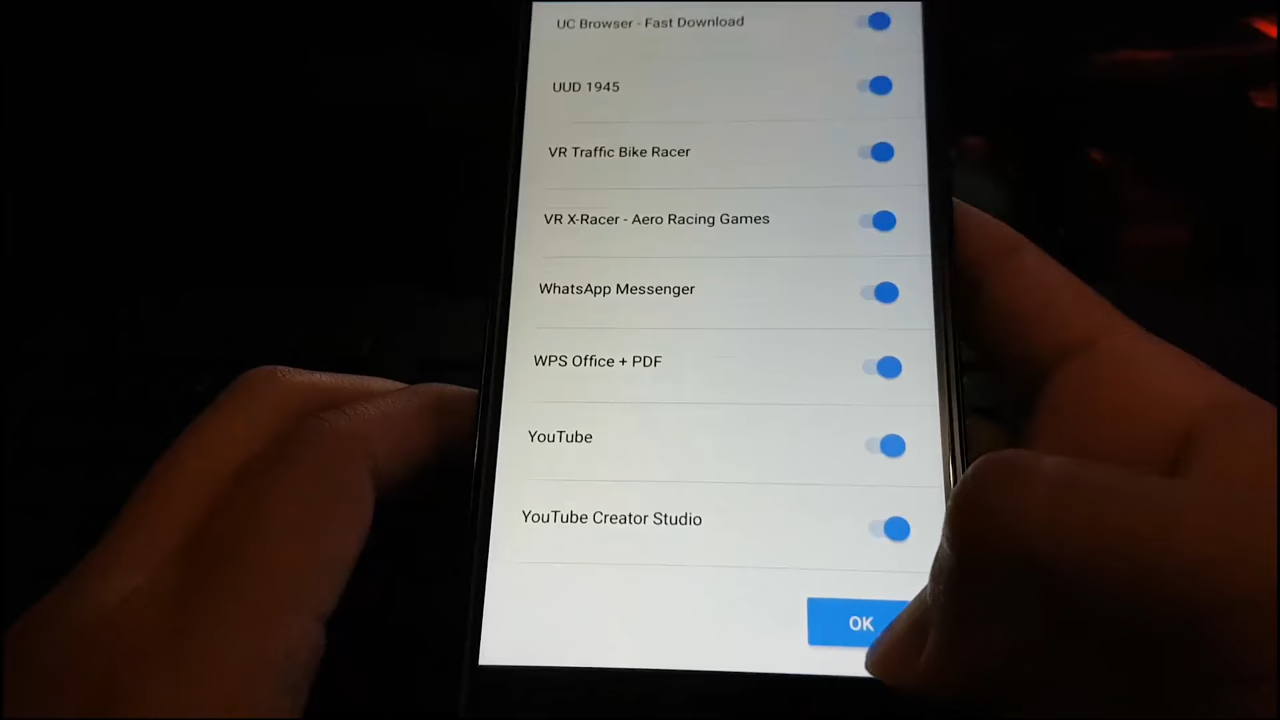 UC Browser - Fast Download
UUD 1945
VR Traffic Bike Racer
VR X-Racer - Aero Racing Games
WhatsApp Messenger
WPS Office + PDF
YouTube
YouTube Creator Studio
OK